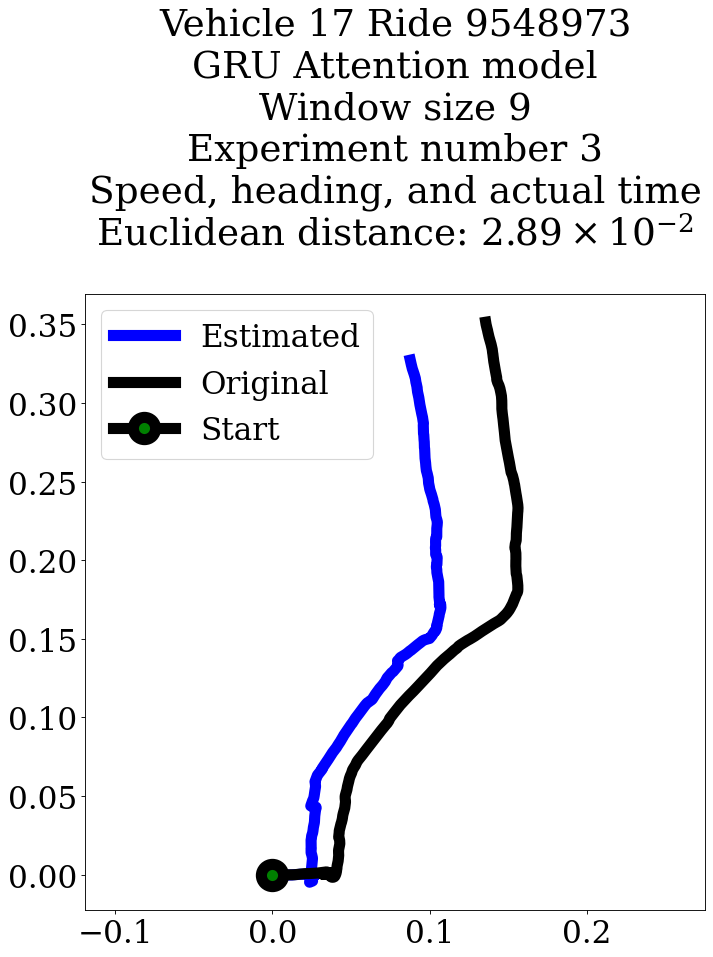 Vehicle 17 Ride 9548973
GRU Attention model
Window size 9
Experiment number 3
Speed, heading, and actual time
Euclidean distance: 2.89 × 10⁻²
Estimated
Original
Start
0.35
0.30
0.25
0.20
0.15
0.10
0.05
0.00
−0.1
0.0
0.1
0.2